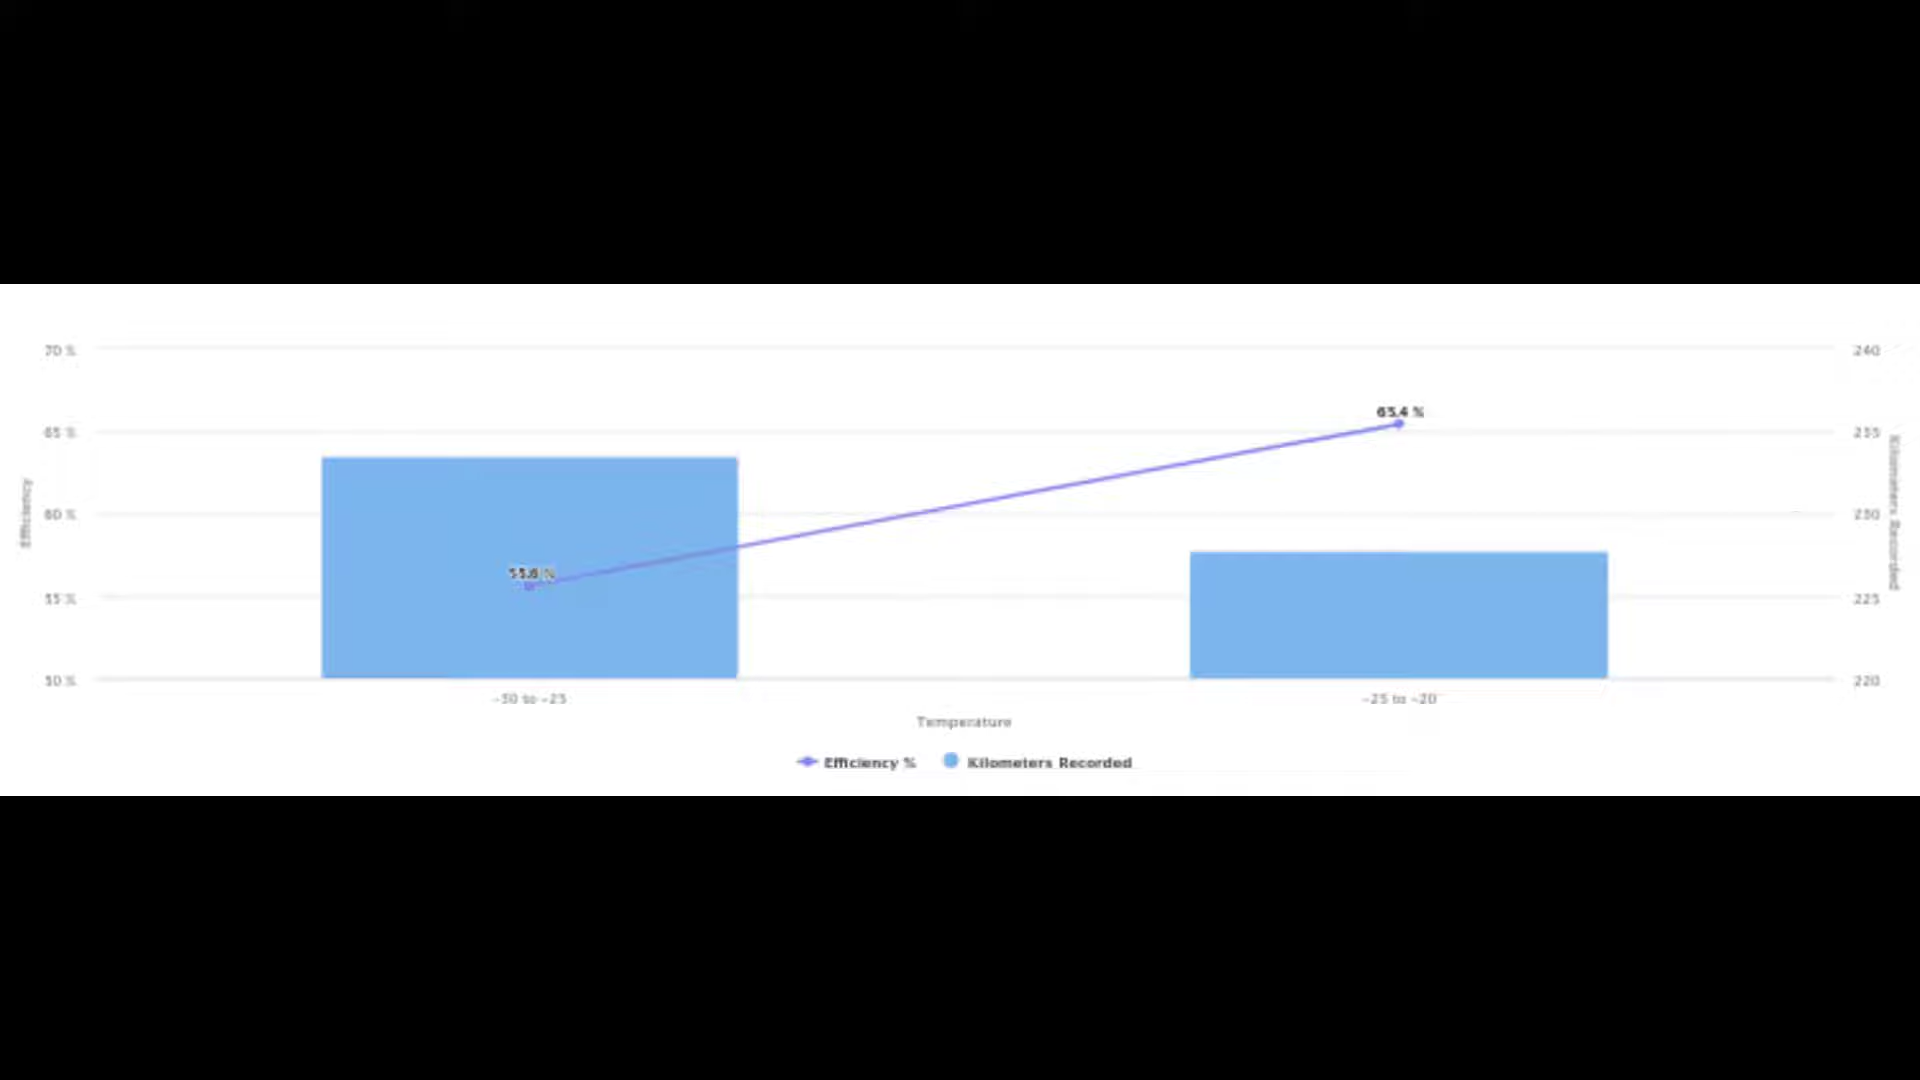 70 %
240
65.4 %
65 %
235
Efficiency
Kilometers Recorded
60 %
230
55.6 %
55 %
225
50 %
220
-30 to -25
-25 to -20
Temperature
Efficiency %
Kilometers Recorded